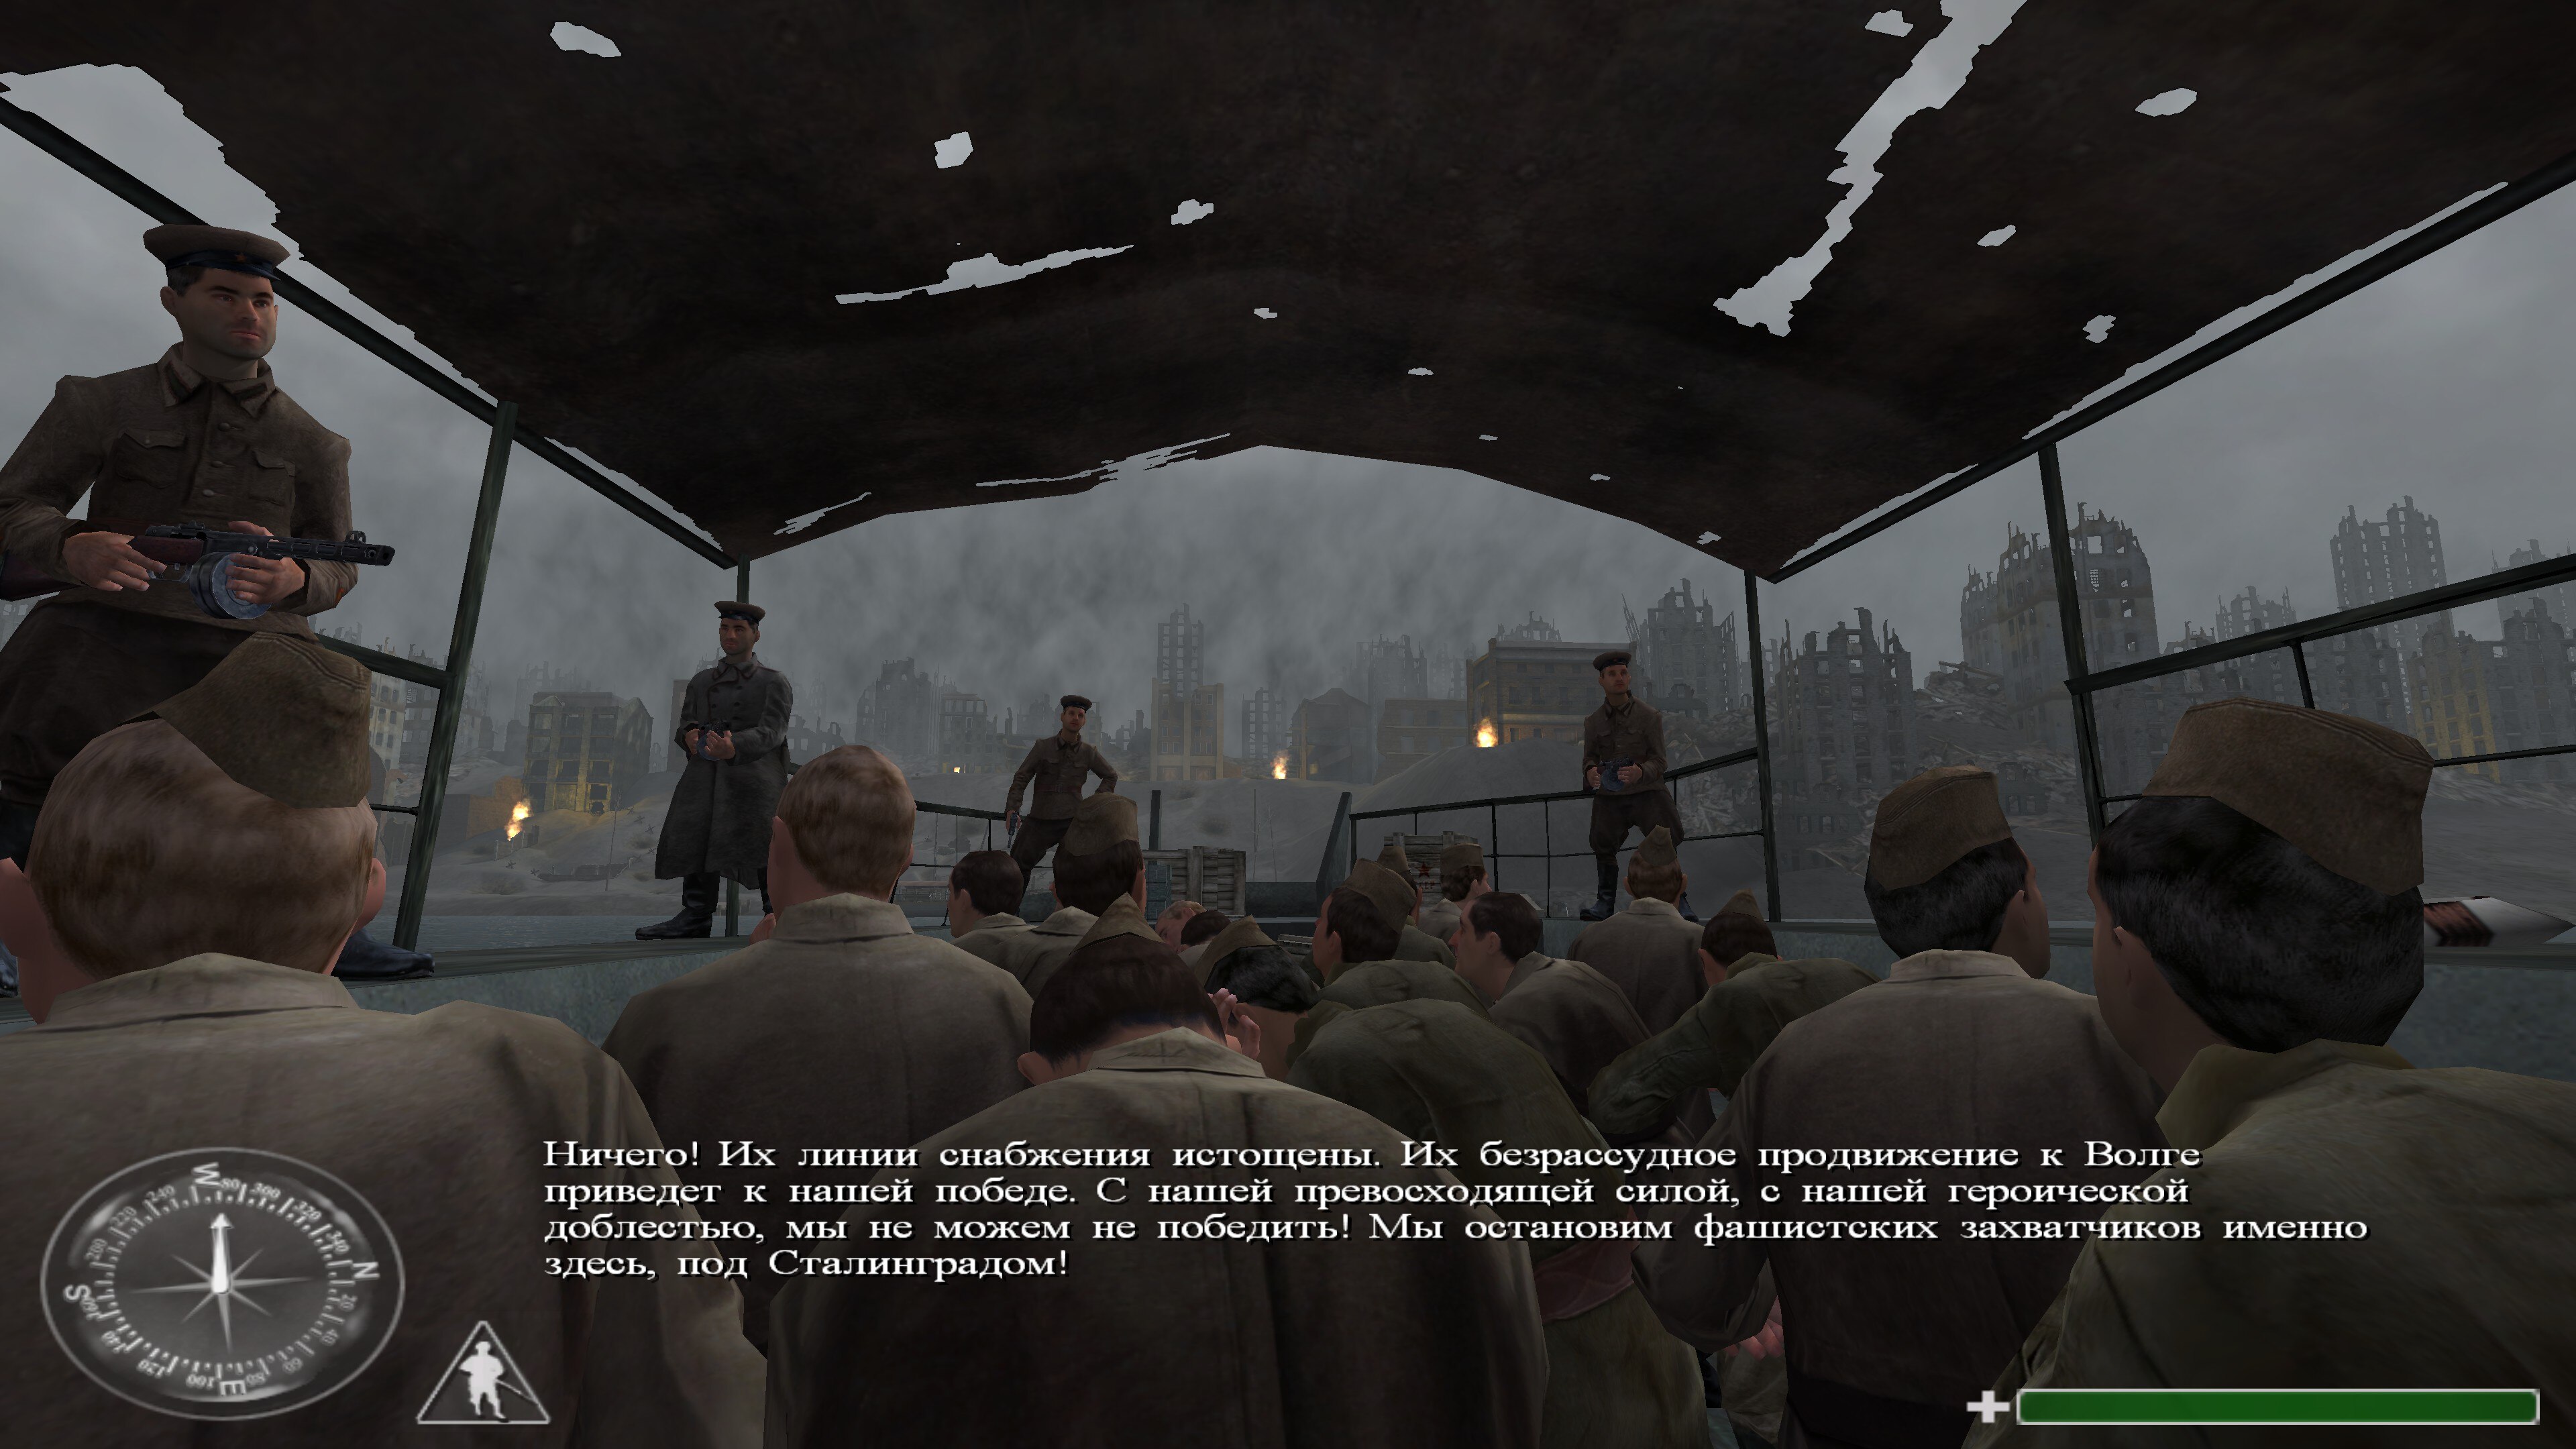 Ничего! Их линии снабжения истощены. Их безрассудное продвижение к Волге
приведет к нашей победе. С нашей превосходящей силой, с нашей героической
доблестью, мы не можем не победить! Мы остановим фашистских захватчиков именно
здесь, под Сталинградом!
W
N
S
E